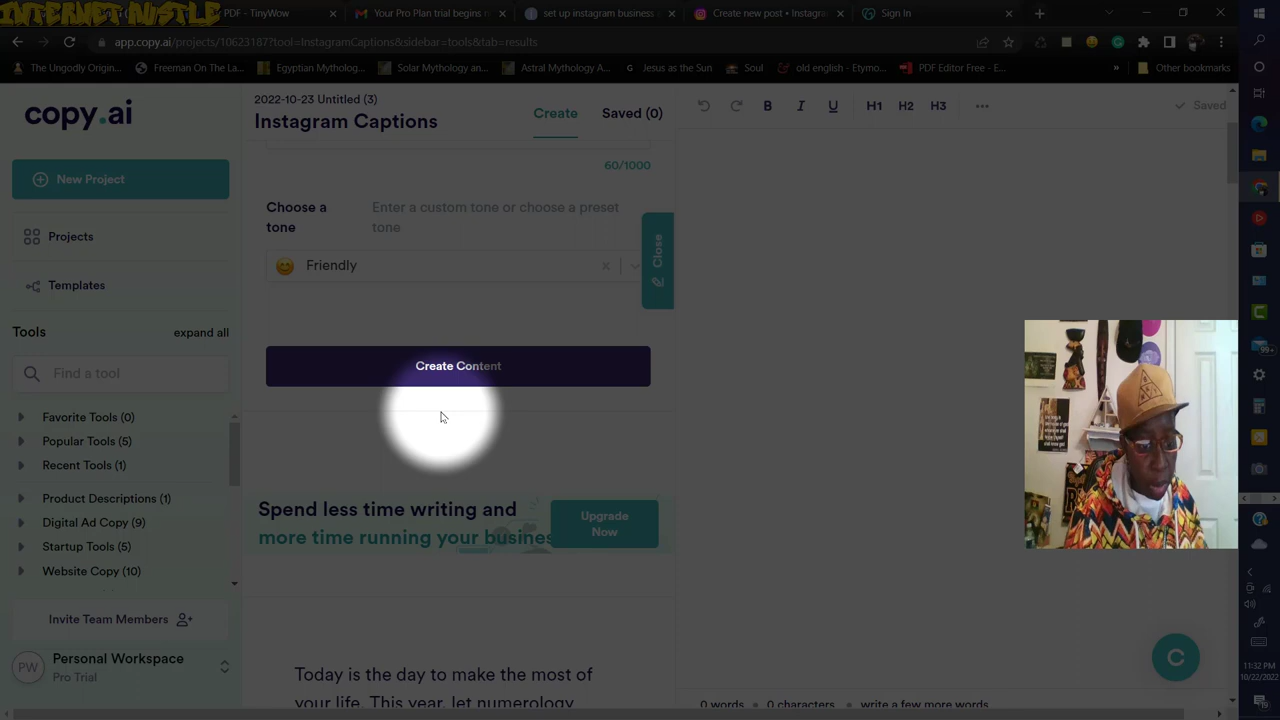 INTERNET HUSTLE
PDF - TinyWow
Your Pro Plan trial begins n
set up instagram business
Create new post • Instagra
Sign In
app.copy.ai/projects/10623187?tool=InstagramCaptions&sidebar=tools&tab=results
The Ungodly Origin...
Freeman On The La...
Egyptian Mytholog...
Solar Mythology an...
Astral Mythology A...
Jesus as the Sun
Soul
old english - Etymo...
PDF Editor Free - E...
»
Other bookmarks
copy.ai
New Project
Projects
Templates
Tools
expand all
Find a tool
Favorite Tools (0)
Popular Tools (5)
Recent Tools (1)
Product Descriptions (1)
Digital Ad Copy (9)
Startup Tools (5)
Website Copy (10)
Invite Team Members
PW
Personal Workspace
Pro Trial
2022-10-23 Untitled (3)
Instagram Captions
Create
Saved (0)
60/1000
Choose a
tone
Enter a custom tone or choose a preset
tone
Friendly
Close
Create Content
Spend less time writing and
more time running your busines
Upgrade
Now
Today is the day to make the most of
your life. This year, let numerology
B
I
U
H1
H2
H3
Saved
0 words
0 characters
write a few more words
99+
11:32 PM
10/22/2022
19